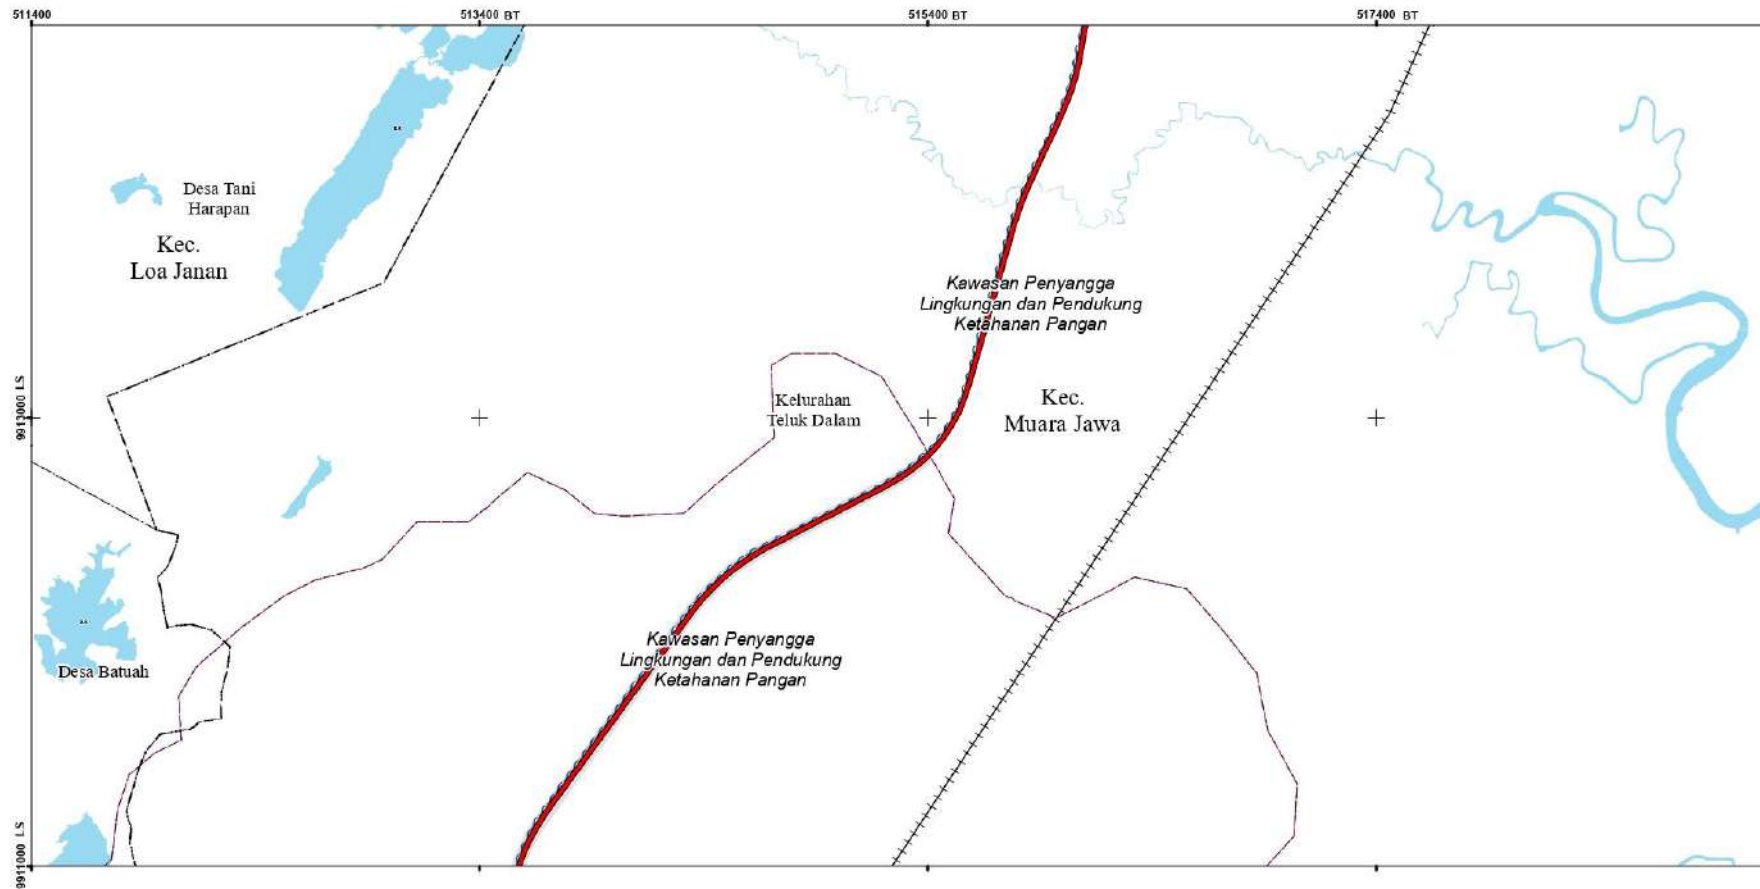 511400
513400 BT
515400 BT
517400 BT
Desa Tani
Harapan
Kec.
Loa Janan
Kawasan Penyangga
Lingkungan dan Pendukung
Ketahanan Pangan
9913000 LS
Kelurahan
Teluk Dalam
Kec.
Muara Jawa
Kawasan Penyangga
Lingkungan dan Pendukung
Ketahanan Pangan
Desa Batuah
9911000 LS